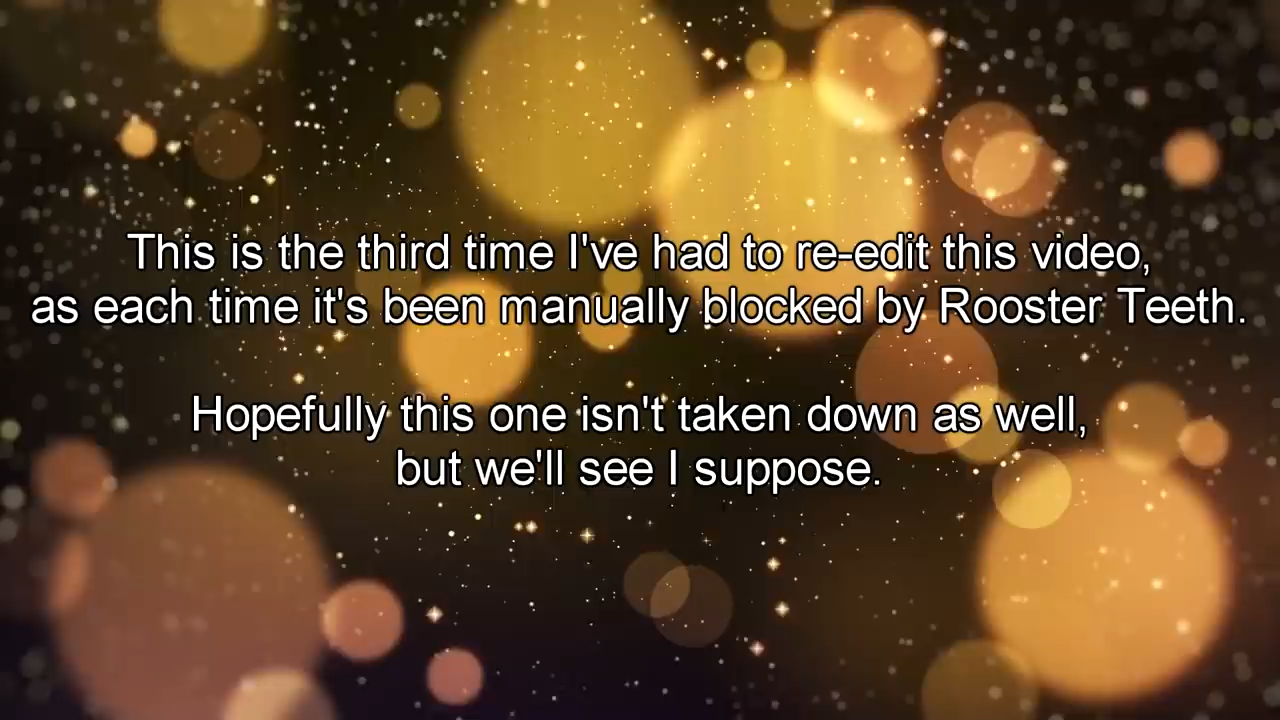 This is the third time I've had to re-edit this video,
as each time it's been manually blocked by Rooster Teeth.
Hopefully this one isn't taken down as well,
but we'll see I suppose.